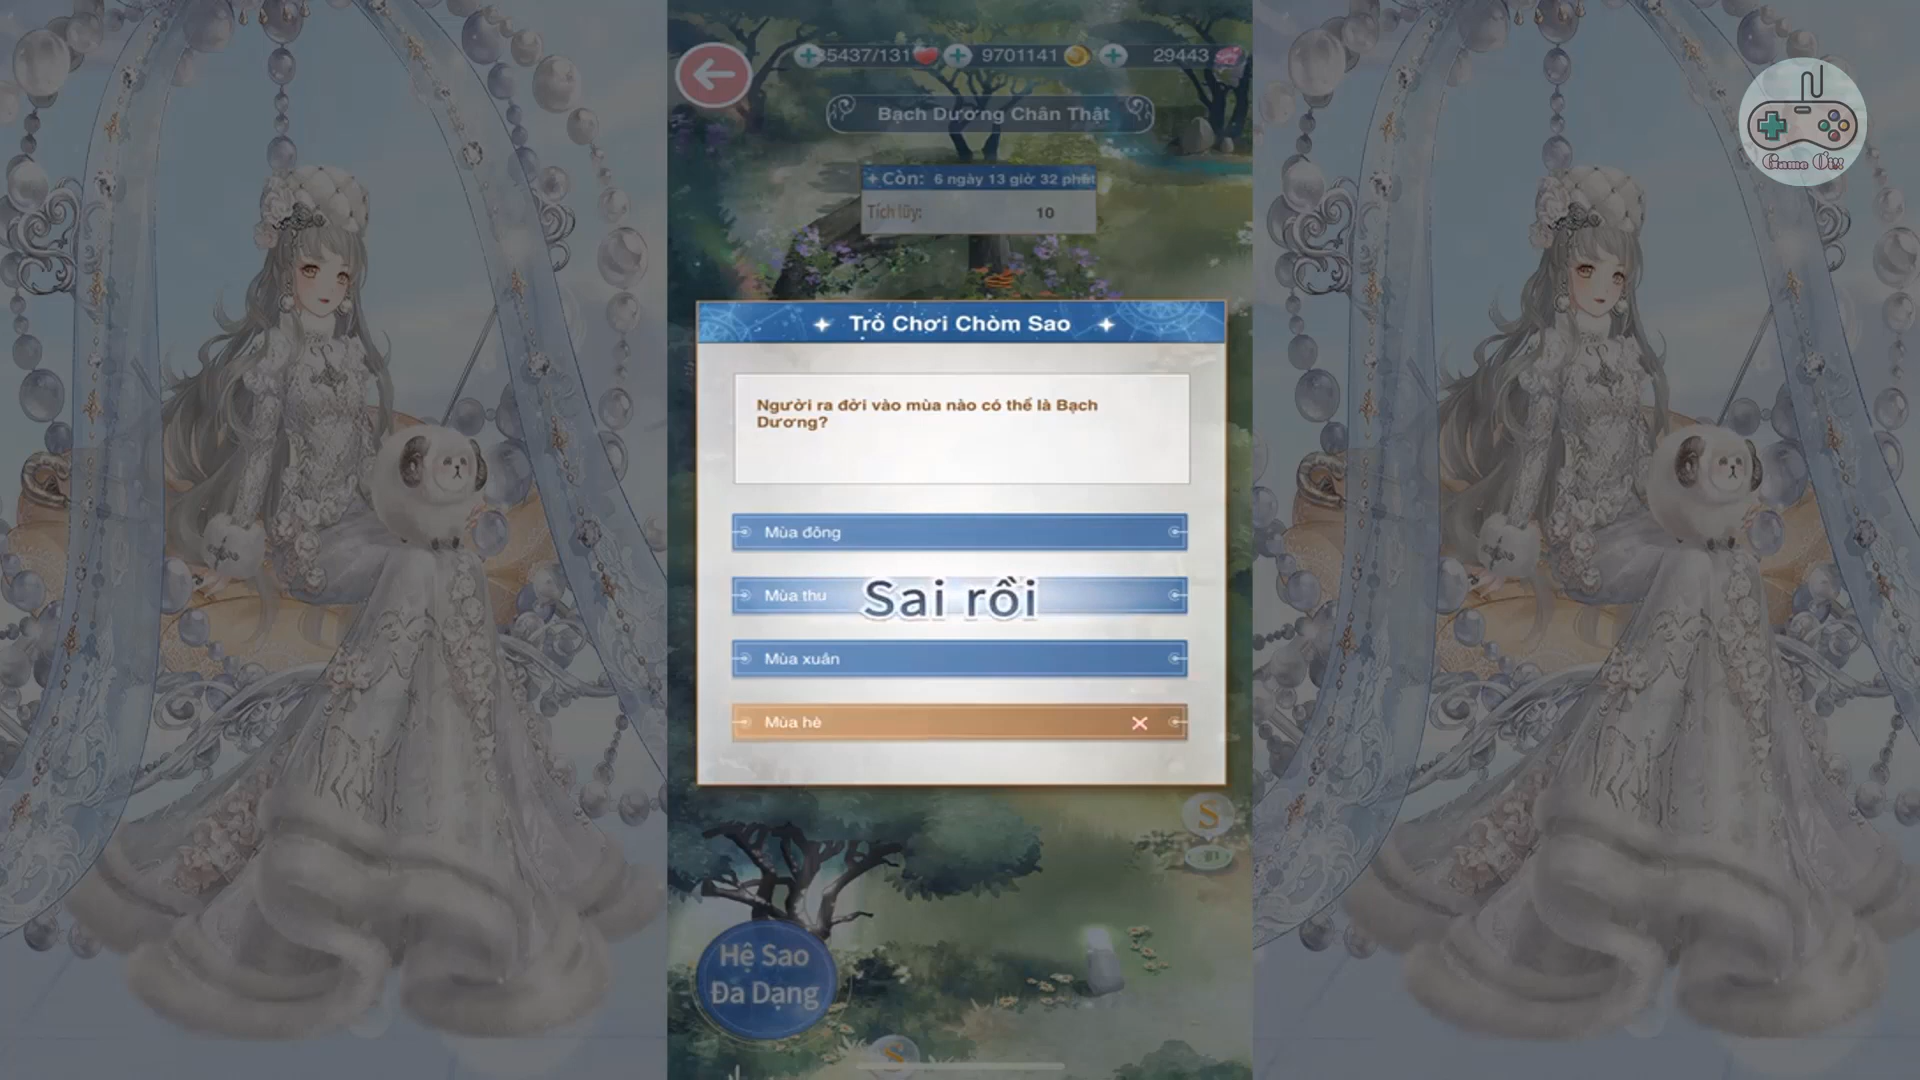 35437/131
9701141
29443
Bạch Dương Chân Thật
Game Ơix
Còn: 6 ngày 13 giờ 32 phút
Tích lũy: 10
Trò Chơi Chòm Sao
Người ra đời vào mùa nào có thể là Bạch
Dương?
Mùa đông
Mùa thu
Sai rồi
Mùa xuân
Mùa hè
Hệ Sao
Đa Dạng